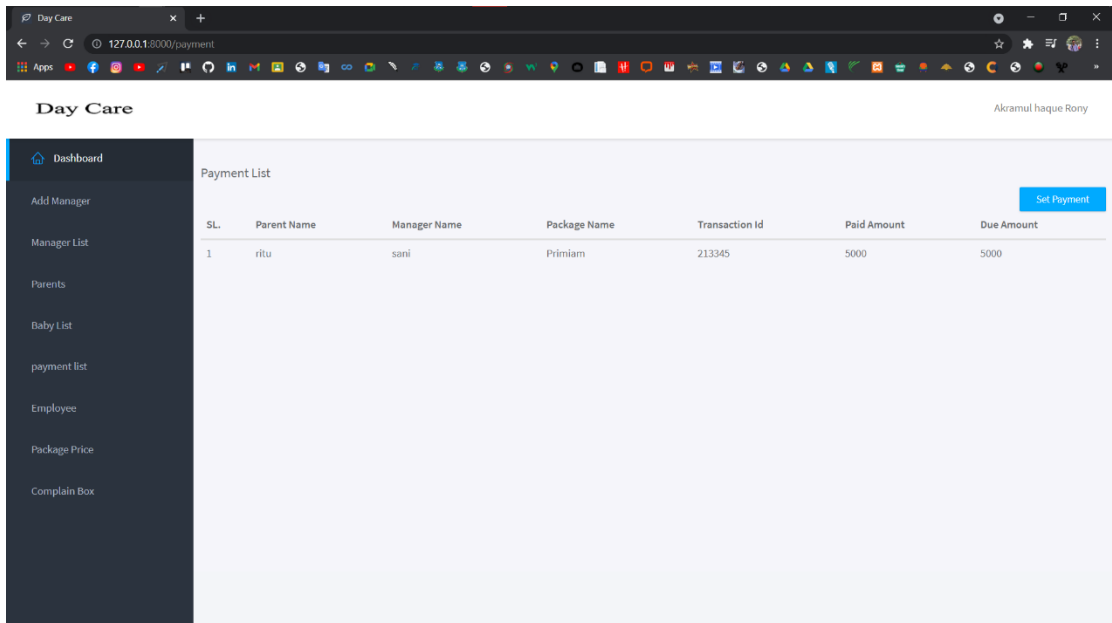 Day Care
127.0.0.1:8000/payment
Apps
Day Care
Akramul haque Rony
Dashboard
Add Manager
Manager List
Parents
Baby List
payment list
Employee
Package Price
Complain Box
Payment List
Set Payment
SL. Parent Name Manager Name Package Name Transaction Id Paid Amount Due Amount
1 ritu sani Primiam 213345 5000 5000